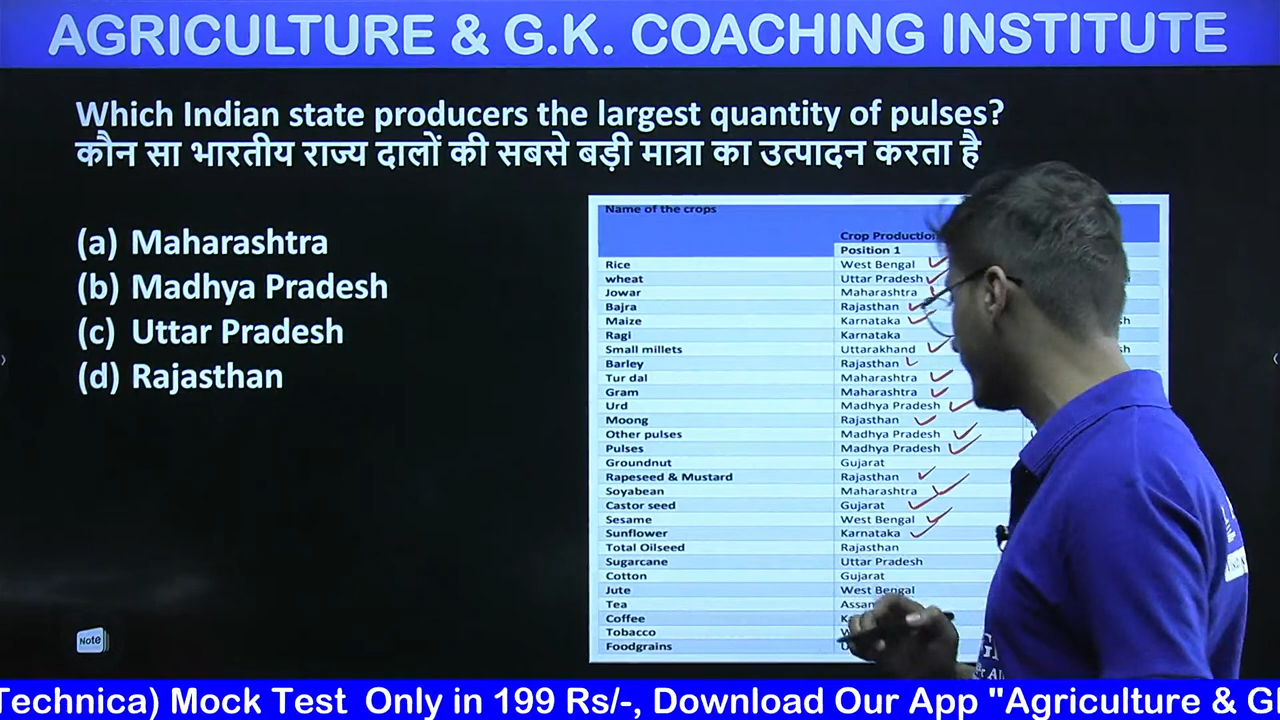 AGRICULTURE & G.K. COACHING INSTITUTE
Which Indian state producers the largest quantity of pulses?
कौन सा भारतीय राज्य दालों की सबसे बड़ी मात्रा का उत्पादन करता है
(a) Maharashtra
(b) Madhya Pradesh
(c) Uttar Pradesh
(d) Rajasthan
Name of the crops
Crop Productio
Position 1
Rice West Bengal
wheat Uttar Pradesh
Jowar Maharashtra
Bajra Rajasthan
Maize Karnataka
Ragi Karnataka
Small millets Uttarakhand
Barley Rajasthan
Tur dal Maharashtra
Gram Maharashtra
Urd Madhya Pradesh
Moong Rajasthan
Other pulses Madhya Pradesh
Pulses Madhya Pradesh
Groundnut Gujarat
Rapeseed & Mustard Rajasthan
Soyabean Maharashtra
Castor seed Gujarat
Sesame West Bengal
Sunflower Karnataka
Total Oilseed Rajasthan
Sugarcane Uttar Pradesh
Cotton Gujarat
Jute West Bengal
Tea Assa
Coffee
Tobacco
Foodgrains
Note
Technica) Mock Test Only in 199 Rs/-, Download Our App "Agriculture & G